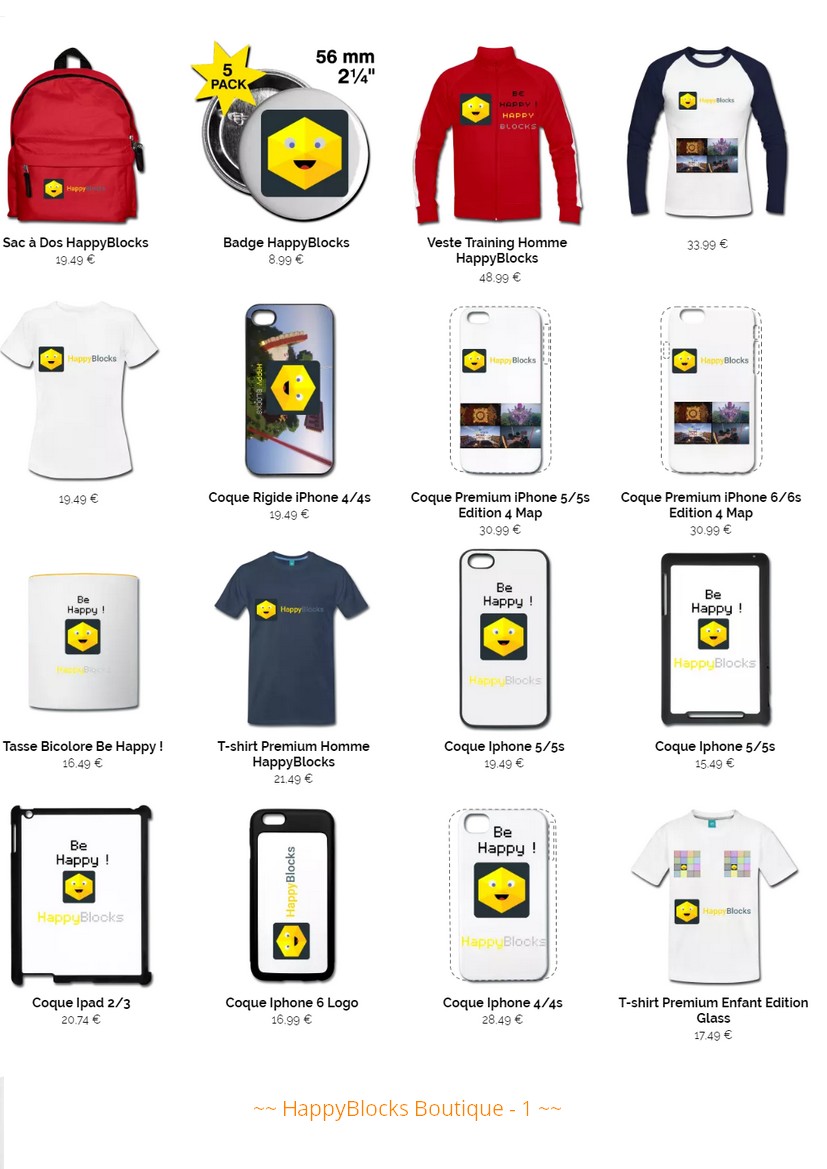 5
PACK
56 mm
2¼"
BE
HAPPY !
HAPPY
BLOCKS
HappyBlocks
HappyBlocks
Sac à Dos HappyBlocks
19.49 €
Badge HappyBlocks
8.99 €
Veste Training Homme
HappyBlocks
48.99 €
33.99 €
HappyBlocks
HAPPY BLOCKS
HappyBlocks
HappyBlocks
19.49 €
Coque Rigide iPhone 4/4s
19.49 €
Coque Premium iPhone 5/5s
Edition 4 Map
30.99 €
Coque Premium iPhone 6/6s
Edition 4 Map
30.99 €
Be
Happy !
HappyBlocks
HappyBlocks
Be
Happy !
HappyBlocks
Be
Happy !
HappyBlocks
Tasse Bicolore Be Happy !
16.49 €
T-shirt Premium Homme
HappyBlocks
21.49 €
Coque Iphone 5/5s
19.49 €
Coque Iphone 5/5s
15.49 €
Be
Happy !
HappyBlocks
HappyBlocks
Be
Happy !
HappyBlocks
HappyBlocks
Coque Ipad 2/3
20.74 €
Coque Iphone 6 Logo
16.99 €
Coque Iphone 4/4s
28.49 €
T-shirt Premium Enfant Edition
Glass
17.49 €
~~ HappyBlocks Boutique - 1 ~~